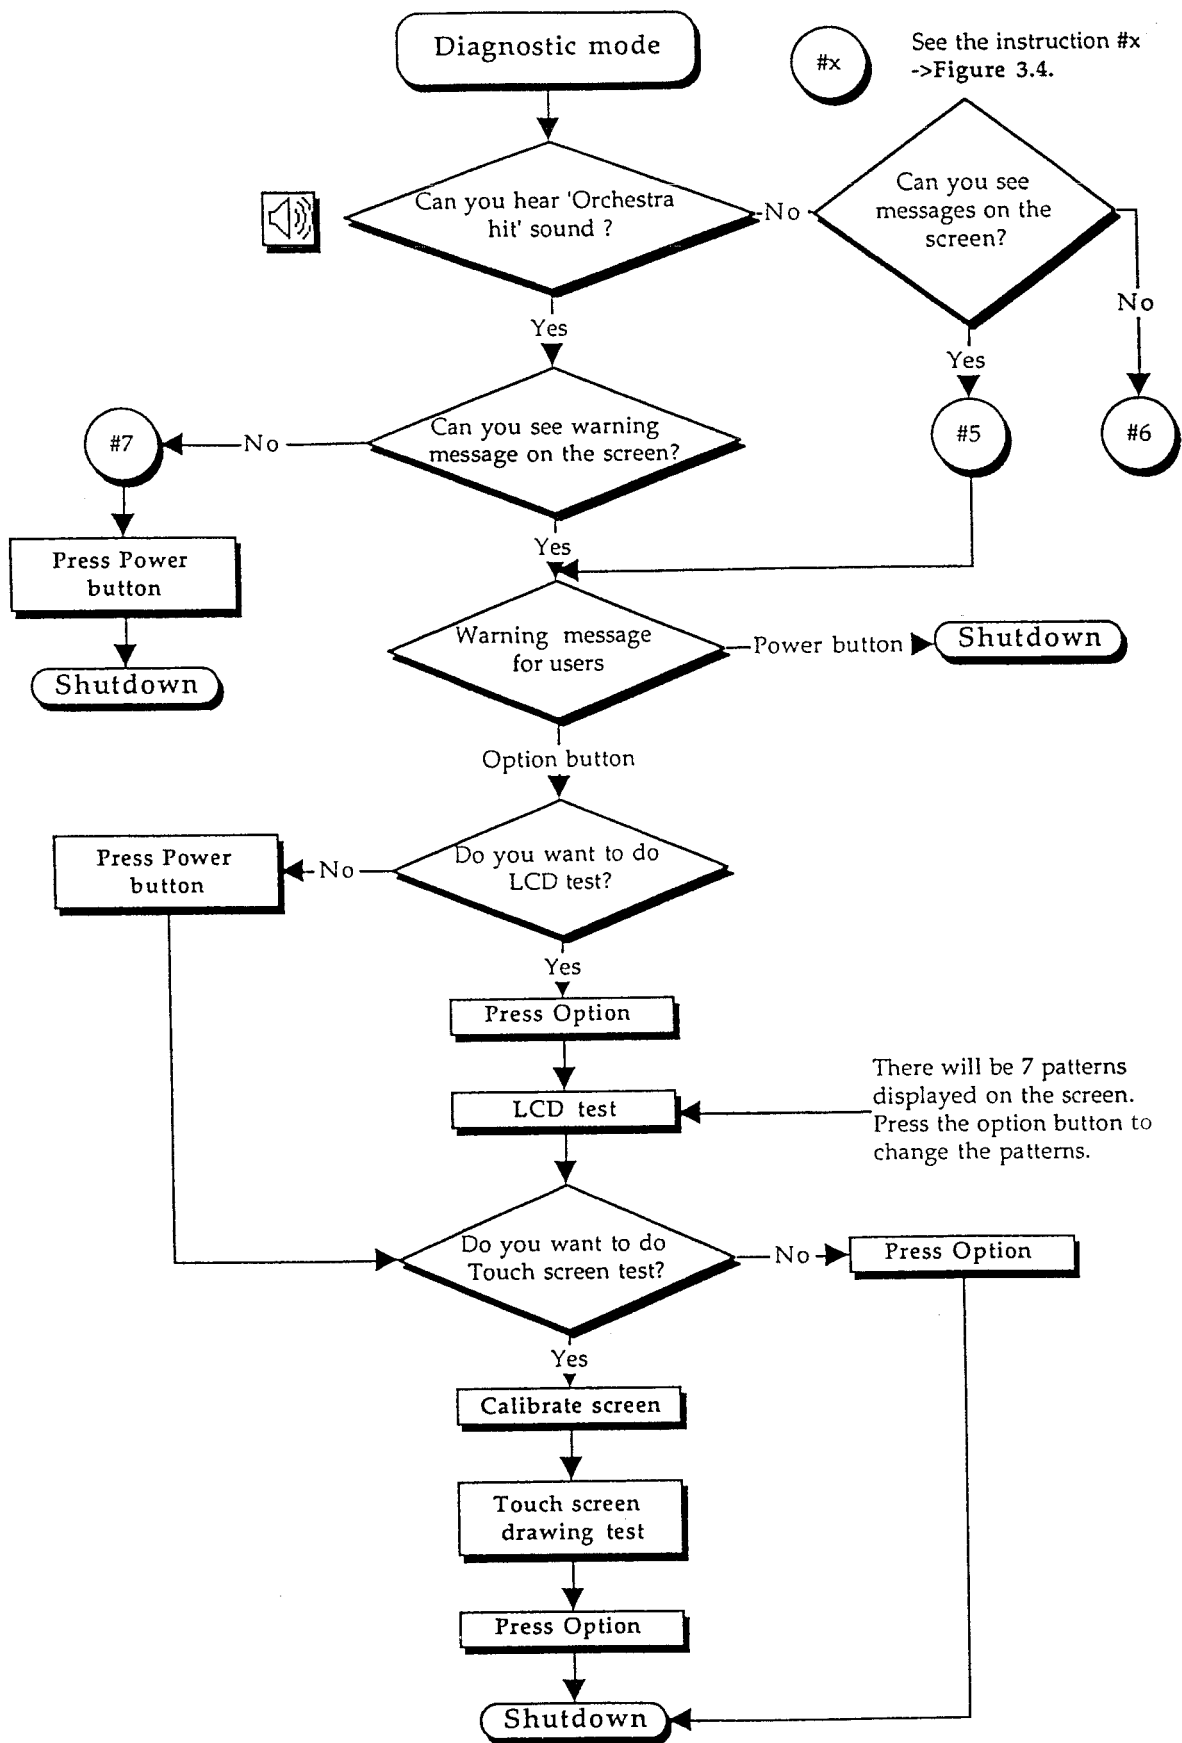 Diagnostic mode
#x
See the instruction #x
->Figure 3.4.
Can you hear 'Orchestra
hit' sound ?
No
Can you see
messages on the
screen?
No
Yes
Yes
#7
No
Can you see warning
message on the screen?
#5
#6
Press Power
button
Yes
Shutdown
Warning message
for users
Power button
Shutdown
Option button
Press Power
button
No
Do you want to do
LCD test?
Yes
Press Option
LCD test
There will be 7 patterns
displayed on the screen.
Press the option button to
change the patterns.
Do you want to do
Touch screen test?
No
Press Option
Yes
Calibrate screen
Touch screen
drawing test
Press Option
Shutdown